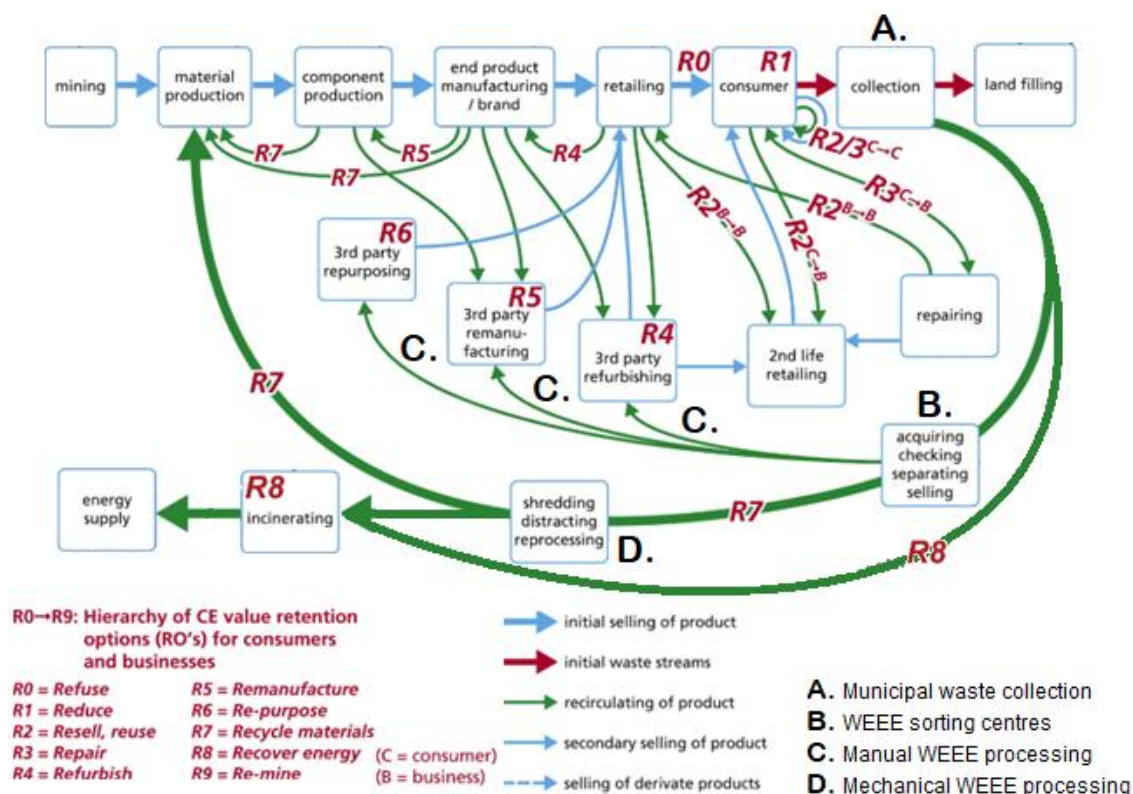 A.
mining
material
production
component
production
end product
manufacturing
/ brand
retailing
R0
R1
consumer
collection
land filling
R7
R5
R7
R4
R2/3C→C
R3C→B
R2B→B
R2B→B
R2C→B
R6
3rd party
repurposing
R5
3rd party
remanu-
facturing
R4
3rd party
refurbishing
2nd life
retailing
repairing
C.
C.
C.
B.
acquiring
checking
separating
selling
R7
R7
R8
energy
supply
R8
incinerating
shredding
distracting
reprocessing
D.
R0→R9: Hierarchy of CE value retention
options (RO's) for consumers
and businesses
R0 = Refuse
R1 = Reduce
R2 = Resell, reuse
R3 = Repair
R4 = Refurbish
R5 = Remanufacture
R6 = Re-purpose
R7 = Recycle materials
R8 = Recover energy
R9 = Re-mine
(C = consumer)
(B = business)
initial selling of product
initial waste streams
recirculating of product
secondary selling of product
selling of derivate products
A. Municipal waste collection
B. WEEE sorting centres
C. Manual WEEE processing
D. Mechanical WEEE processing